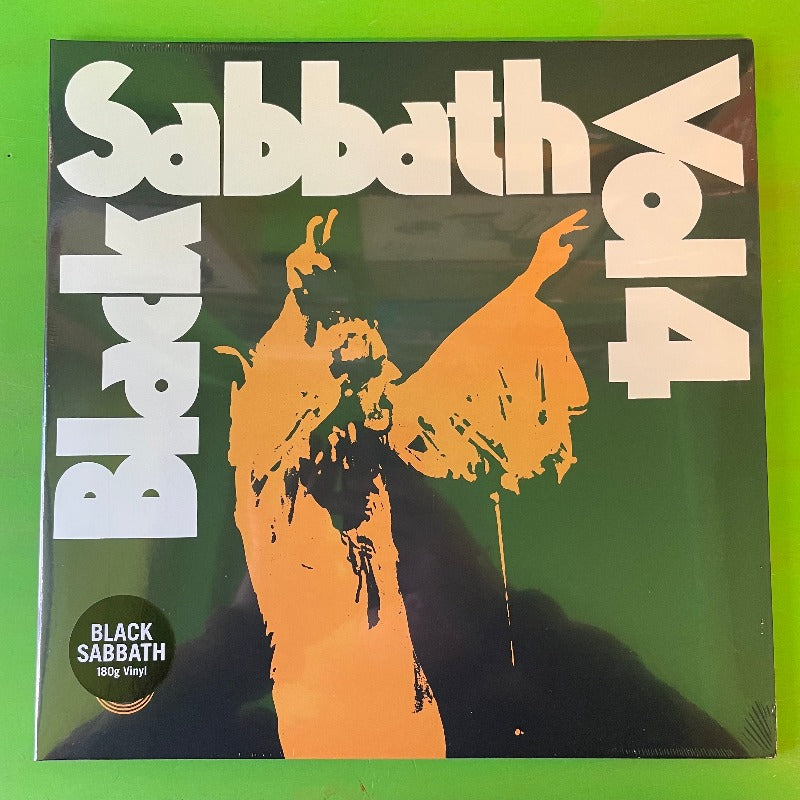 Black
Sabbath
Vol 4
BLACK
SABBATH
180g Vinyl